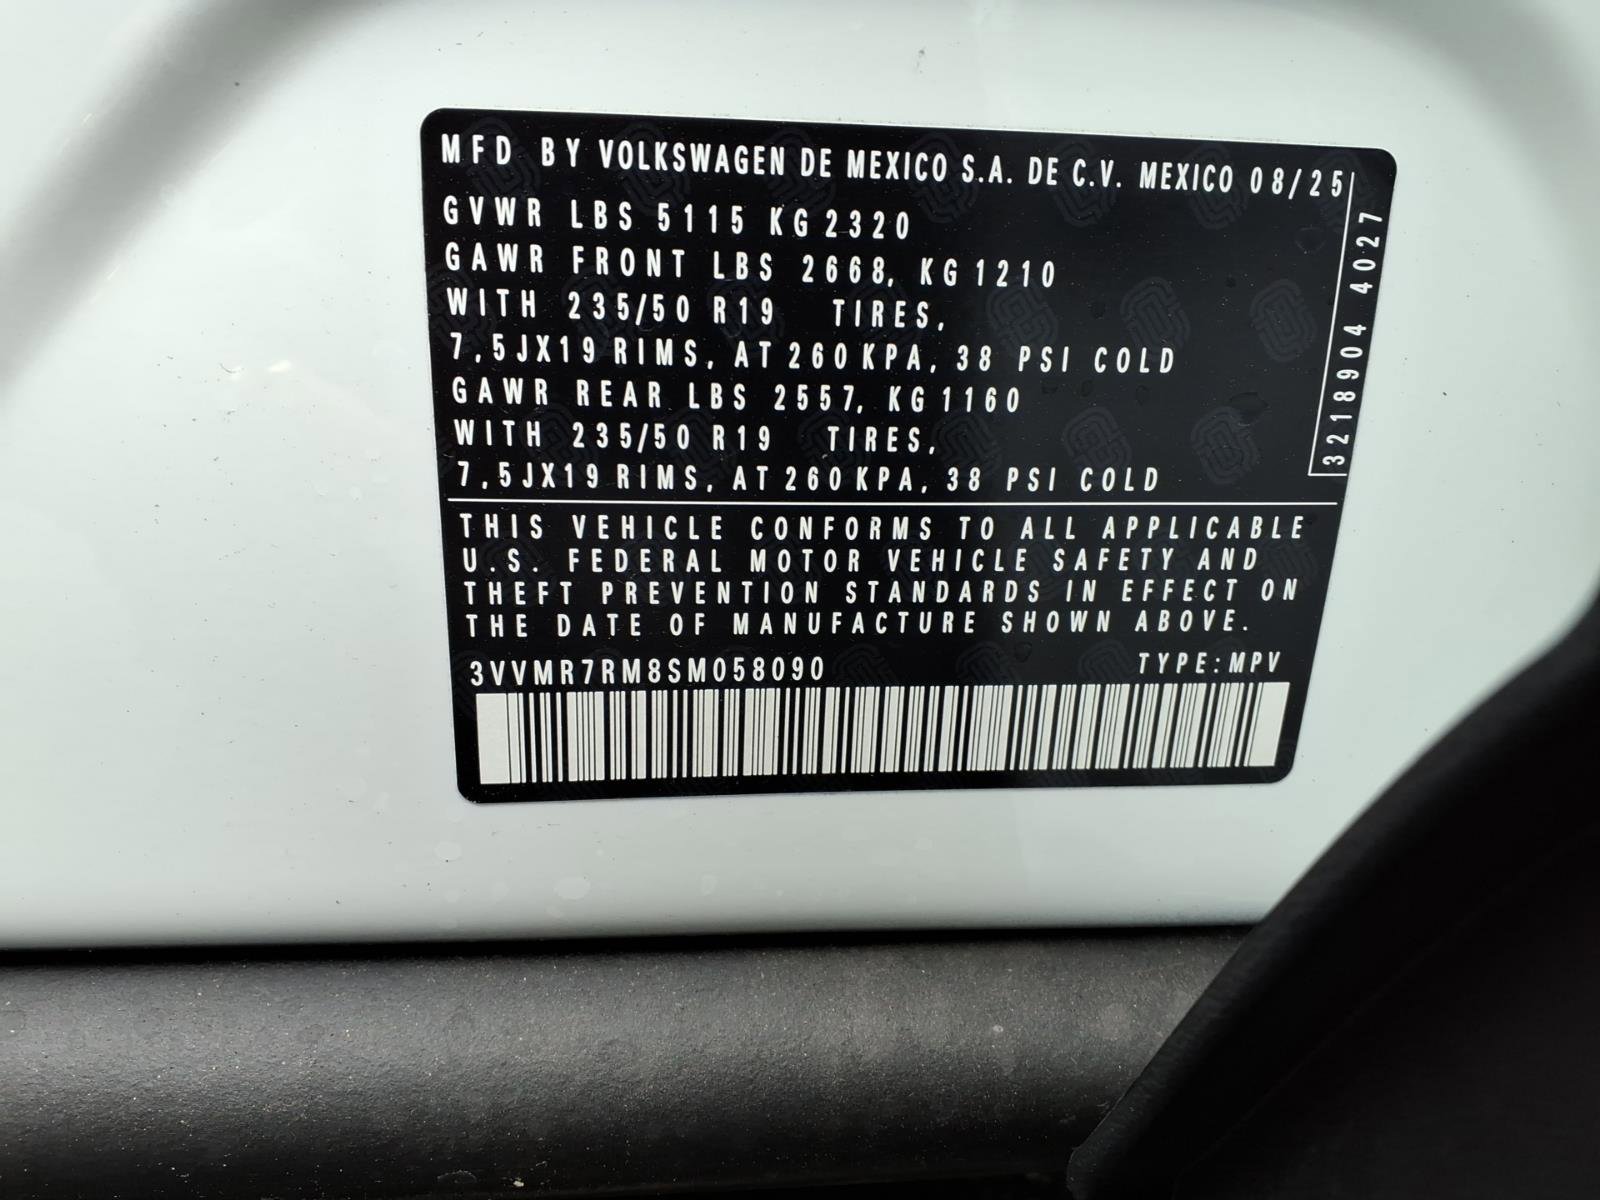 MFD BY VOLKSWAGEN DE MEXICO S.A. DE C.V. MEXICO 08/25
GVWR LBS 5115 KG 2320
GAWR FRONT LBS 2668, KG 1210
WITH 235/50 R19 TIRES,
7,5JX19 RIMS, AT 260 KPA, 38 PSI COLD
GAWR REAR LBS 2557, KG 1160
WITH 235/50 R19 TIRES,
7,5JX19 RIMS, AT 260 KPA, 38 PSI COLD
3218904 4027
THIS VEHICLE CONFORMS TO ALL APPLICABLE
U.S. FEDERAL MOTOR VEHICLE SAFETY AND
THEFT PREVENTION STANDARDS IN EFFECT ON
THE DATE OF MANUFACTURE SHOWN ABOVE.
3VVMR7RM8SM058090 TYPE: MPV